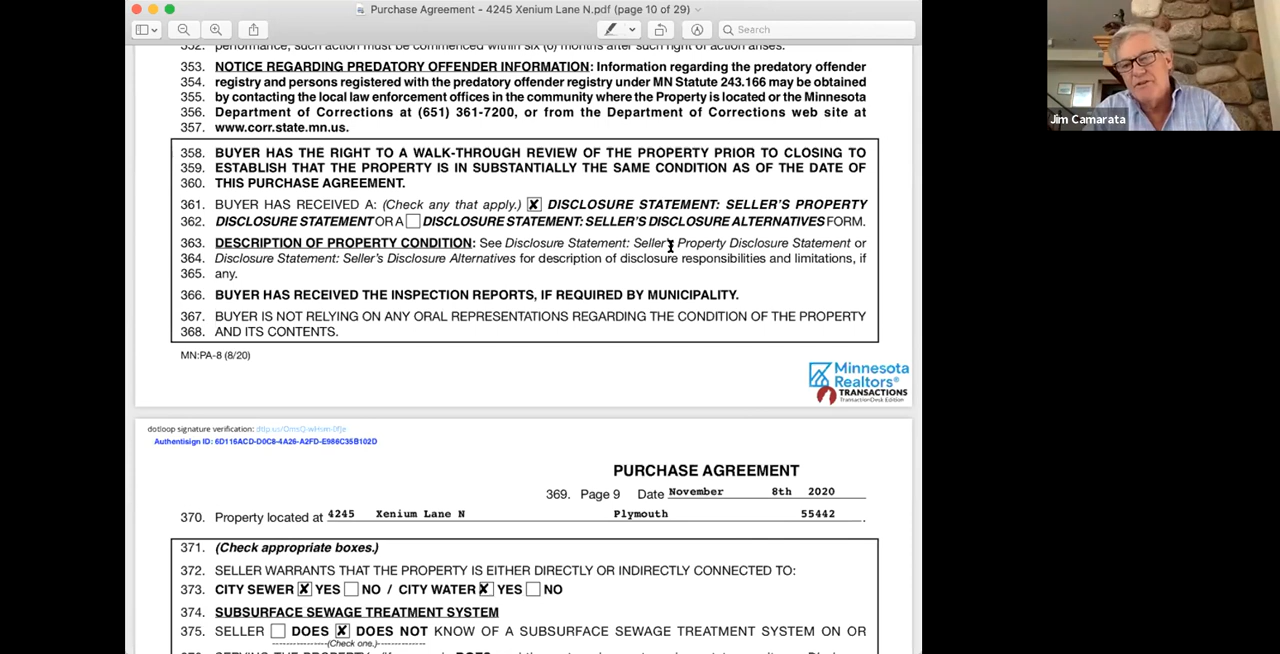 Purchase Agreement - 4245 Xenium Lane N.pdf (page 10 of 29)
Search
352. performance, such action must be commenced within six (6) months after such right of action arises.
353. NOTICE REGARDING PREDATORY OFFENDER INFORMATION: Information regarding the predatory offender
354. registry and persons registered with the predatory offender registry under MN Statute 243.166 may be obtained
355. by contacting the local law enforcement offices in the community where the Property is located or the Minnesota
356. Department of Corrections at (651) 361-7200, or from the Department of Corrections web site at
357. www.corr.state.mn.us.
358. BUYER HAS THE RIGHT TO A WALK-THROUGH REVIEW OF THE PROPERTY PRIOR TO CLOSING TO
359. ESTABLISH THAT THE PROPERTY IS IN SUBSTANTIALLY THE SAME CONDITION AS OF THE DATE OF
360. THIS PURCHASE AGREEMENT.
361. BUYER HAS RECEIVED A: (Check any that apply.) X DISCLOSURE STATEMENT: SELLER'S PROPERTY
362. DISCLOSURE STATEMENT OR A DISCLOSURE STATEMENT: SELLER'S DISCLOSURE ALTERNATIVES FORM.
363. DESCRIPTION OF PROPERTY CONDITION: See Disclosure Statement: Seller's Property Disclosure Statement or
364. Disclosure Statement: Seller's Disclosure Alternatives for description of disclosure responsibilities and limitations, if
365. any.
366. BUYER HAS RECEIVED THE INSPECTION REPORTS, IF REQUIRED BY MUNICIPALITY.
367. BUYER IS NOT RELYING ON ANY ORAL REPRESENTATIONS REGARDING THE CONDITION OF THE PROPERTY
368. AND ITS CONTENTS.
MN:PA-8 (8/20)
Minnesota
Realtors®
TRANSACTIONS
TransactionDesk Edition
dotloop signature verification:
Authentisign ID: 6D116ACD-D0C8-4A26-A2FD-E986C35B102D
PURCHASE AGREEMENT
369. Page 9 Date November 8th 2020
370. Property located at 4245 Xenium Lane N Plymouth 55442 .
371. (Check appropriate boxes.)
372. SELLER WARRANTS THAT THE PROPERTY IS EITHER DIRECTLY OR INDIRECTLY CONNECTED TO:
373. CITY SEWER X YES NO / CITY WATER X YES NO
374. SUBSURFACE SEWAGE TREATMENT SYSTEM
375. SELLER DOES X DOES NOT KNOW OF A SUBSURFACE SEWAGE TREATMENT SYSTEM ON OR
(Check one.)
Jim Camarata